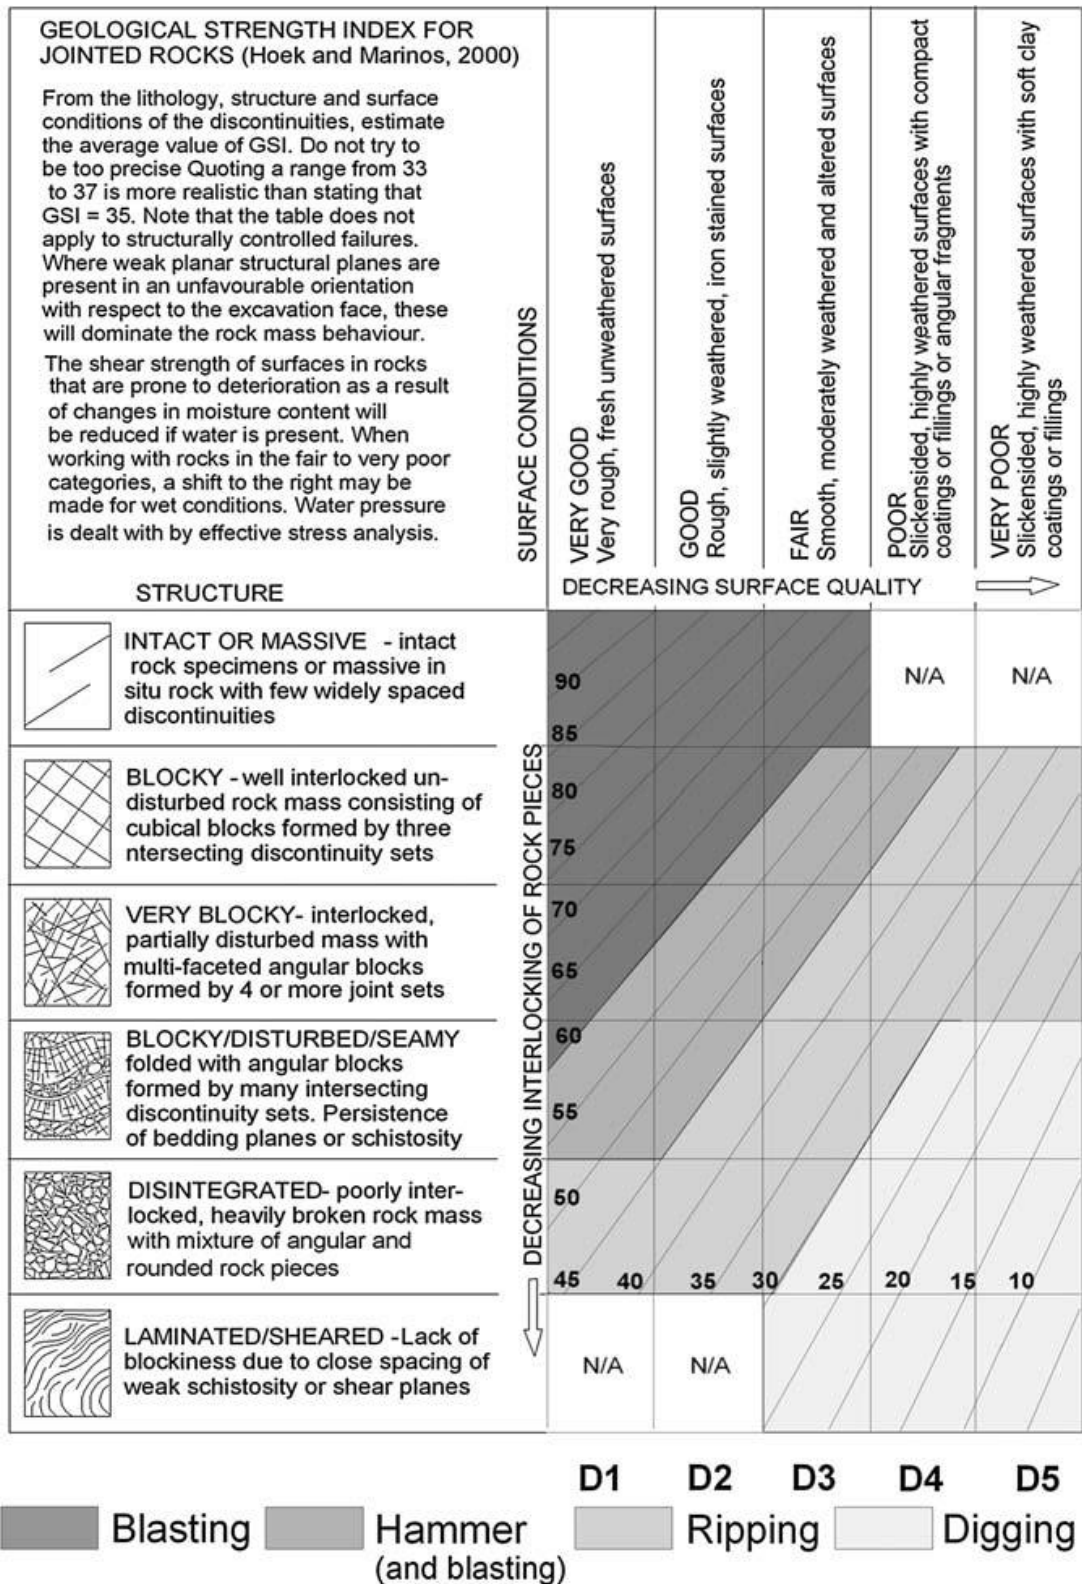 GEOLOGICAL STRENGTH INDEX FOR
JOINTED ROCKS (Hoek and Marinos, 2000)
From the lithology, structure and surface
conditions of the discontinuities, estimate
the average value of GSI. Do not try to
be too precise Quoting a range from 33
to 37 is more realistic than stating that
GSI = 35. Note that the table does not
apply to structurally controlled failures.
Where weak planar structural planes are
present in an unfavourable orientation
with respect to the excavation face, these
will dominate the rock mass behaviour.
The shear strength of surfaces in rocks
that are prone to deterioration as a result
of changes in moisture content will
be reduced if water is present. When
working with rocks in the fair to very poor
categories, a shift to the right may be
made for wet conditions. Water pressure
is dealt with by effective stress analysis.
SURFACE CONDITIONS
VERY GOOD
Very rough, fresh unweathered surfaces
GOOD
Rough, slightly weathered, iron stained surfaces
FAIR
Smooth, moderately weathered and altered surfaces
POOR
Slickensided, highly weathered surfaces with compact
coatings or fillings or angular fragments
VERY POOR
Slickensided, highly weathered surfaces with soft clay
coatings or fillings
STRUCTURE
DECREASING SURFACE QUALITY
INTACT OR MASSIVE - intact
rock specimens or massive in
situ rock with few widely spaced
discontinuities
BLOCKY - well interlocked un-
disturbed rock mass consisting of
cubical blocks formed by three
ntersecting discontinuity sets
VERY BLOCKY- interlocked,
partially disturbed mass with
multi-faceted angular blocks
formed by 4 or more joint sets
BLOCKY/DISTURBED/SEAMY
folded with angular blocks
formed by many intersecting
discontinuity sets. Persistence
of bedding planes or schistosity
DISINTEGRATED- poorly inter-
locked, heavily broken rock mass
with mixture of angular and
rounded rock pieces
LAMINATED/SHEARED - Lack of
blockiness due to close spacing of
weak schistosity or shear planes
DECREASING INTERLOCKING OF ROCK PIECES
90
N/A
N/A
85
80
75
70
65
60
55
50
45 40 35 30 25 20 15 10
N/A
N/A
D1 D2 D3 D4 D5
Blasting
Hammer
(and blasting)
Ripping
Digging